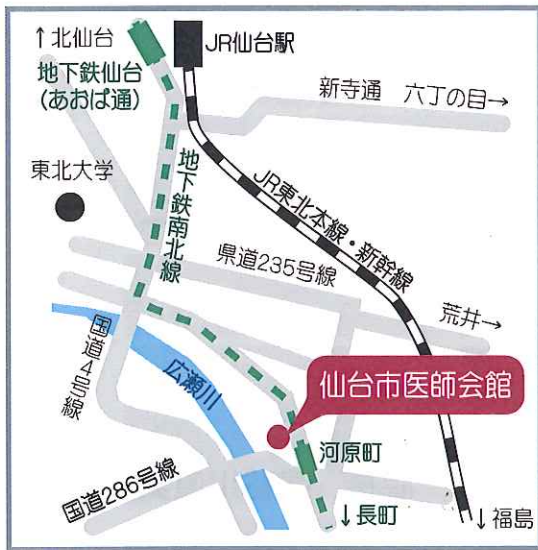 ↑北仙台
JR仙台駅
地下鉄仙台
(あおば通)
新寺通 六丁の目→
東北大学
地下鉄南北線
JR東北本線・新幹線
県道235号線
荒井→
国道4号線
広瀬川
仙台市医師会館
河原町
国道286号線
↓長町
↓福島